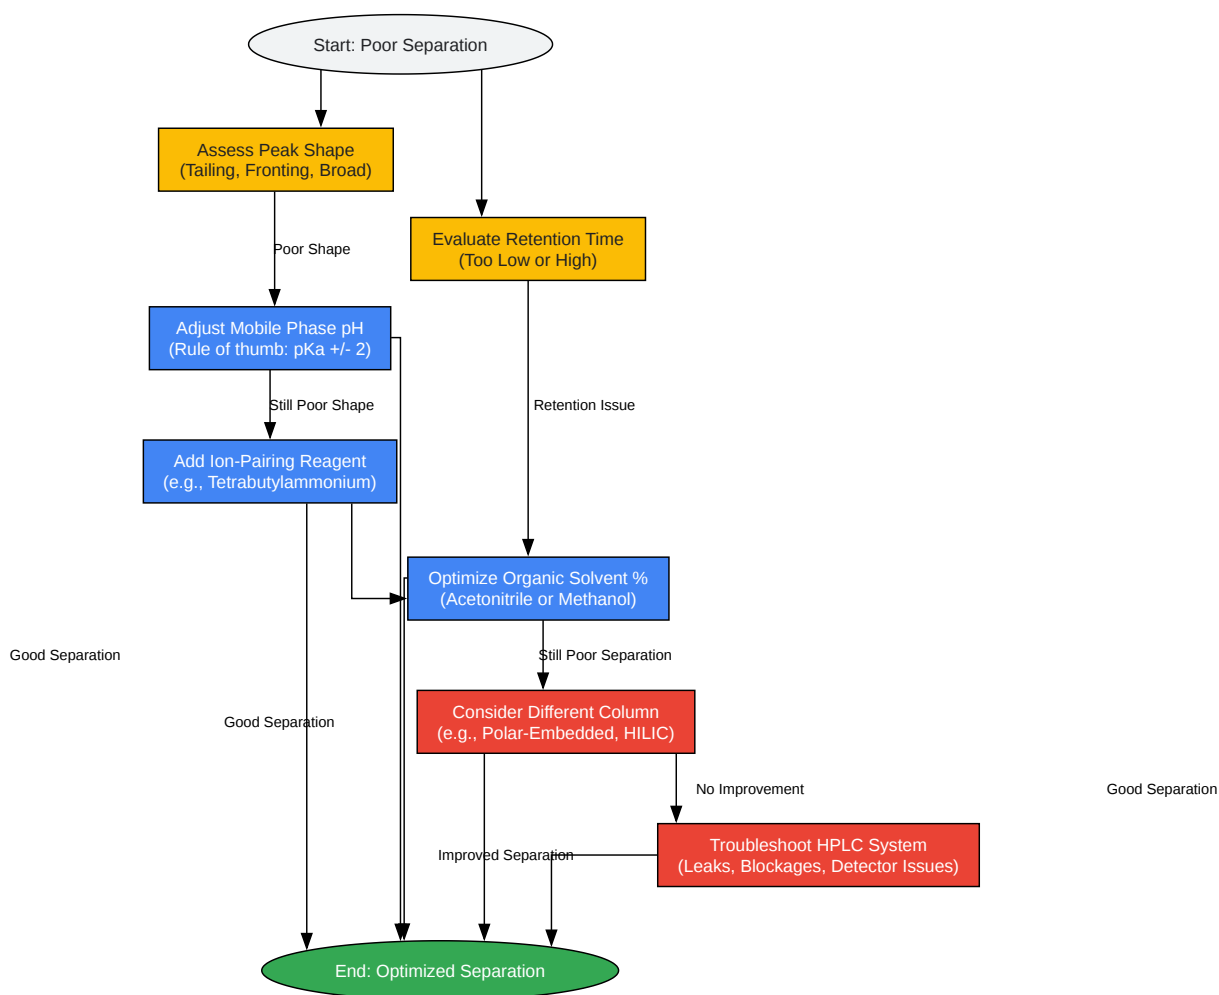 Start: Poor Separation
Assess Peak Shape
(Tailing, Fronting, Broad)
Evaluate Retention Time
(Too Low or High)
Poor Shape
Adjust Mobile Phase pH
(Rule of thumb: pKa +/- 2)
Still Poor Shape
Retention Issue
Add Ion-Pairing Reagent
(e.g., Tetrabutylammonium)
Optimize Organic Solvent %
(Acetonitrile or Methanol)
Good Separation
Still Poor Separation
Consider Different Column
(e.g., Polar-Embedded, HILIC)
Good Separation
No Improvement
Good Separation
Troubleshoot HPLC System
(Leaks, Blockages, Detector Issues)
Improved Separation
End: Optimized Separation